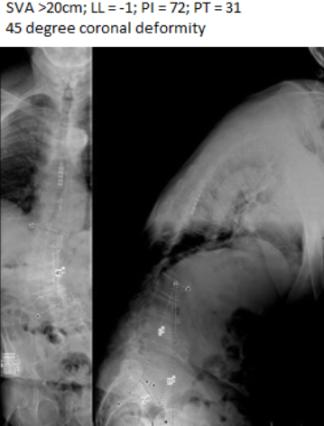 SVA >20cm; LL = -1; PI = 72; PT = 31
45 degree coronal deformity